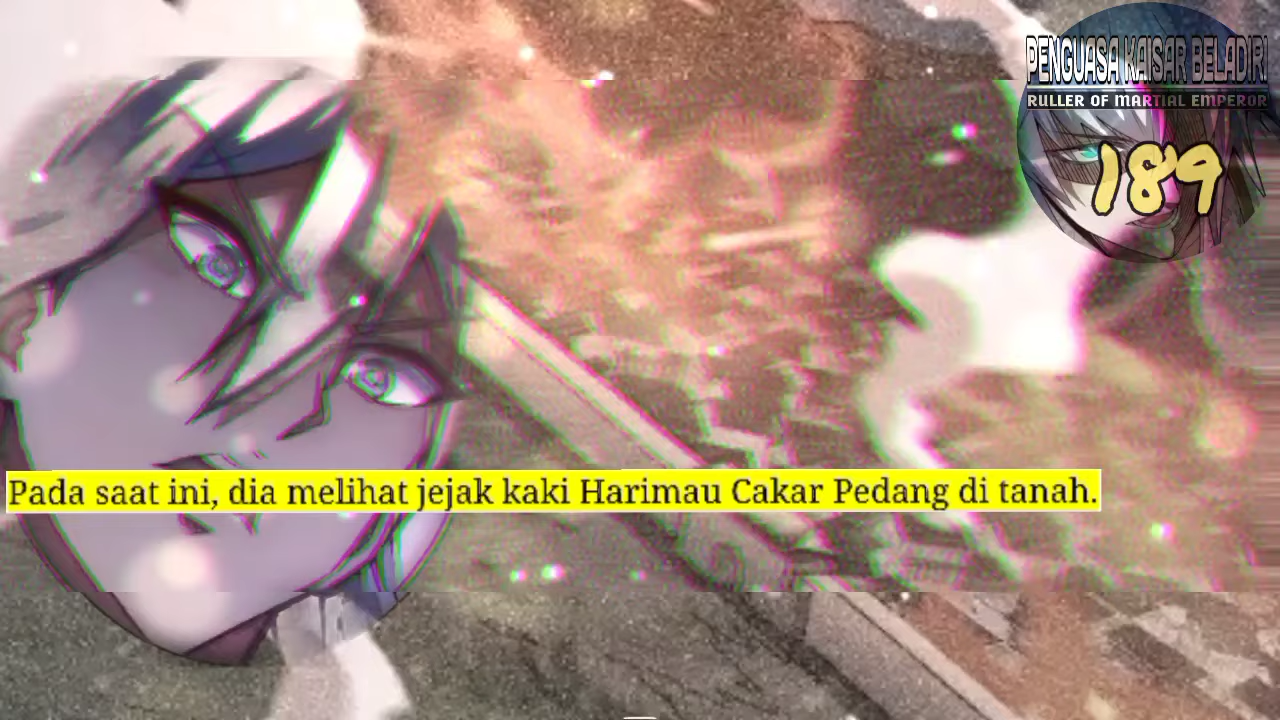 PENGUASA KAISAR BELADIRI
RULLER OF MARTIAL EMPEROR
189
Pada saat ini, dia melihat jejak kaki Harimau Cakar Pedang di tanah.